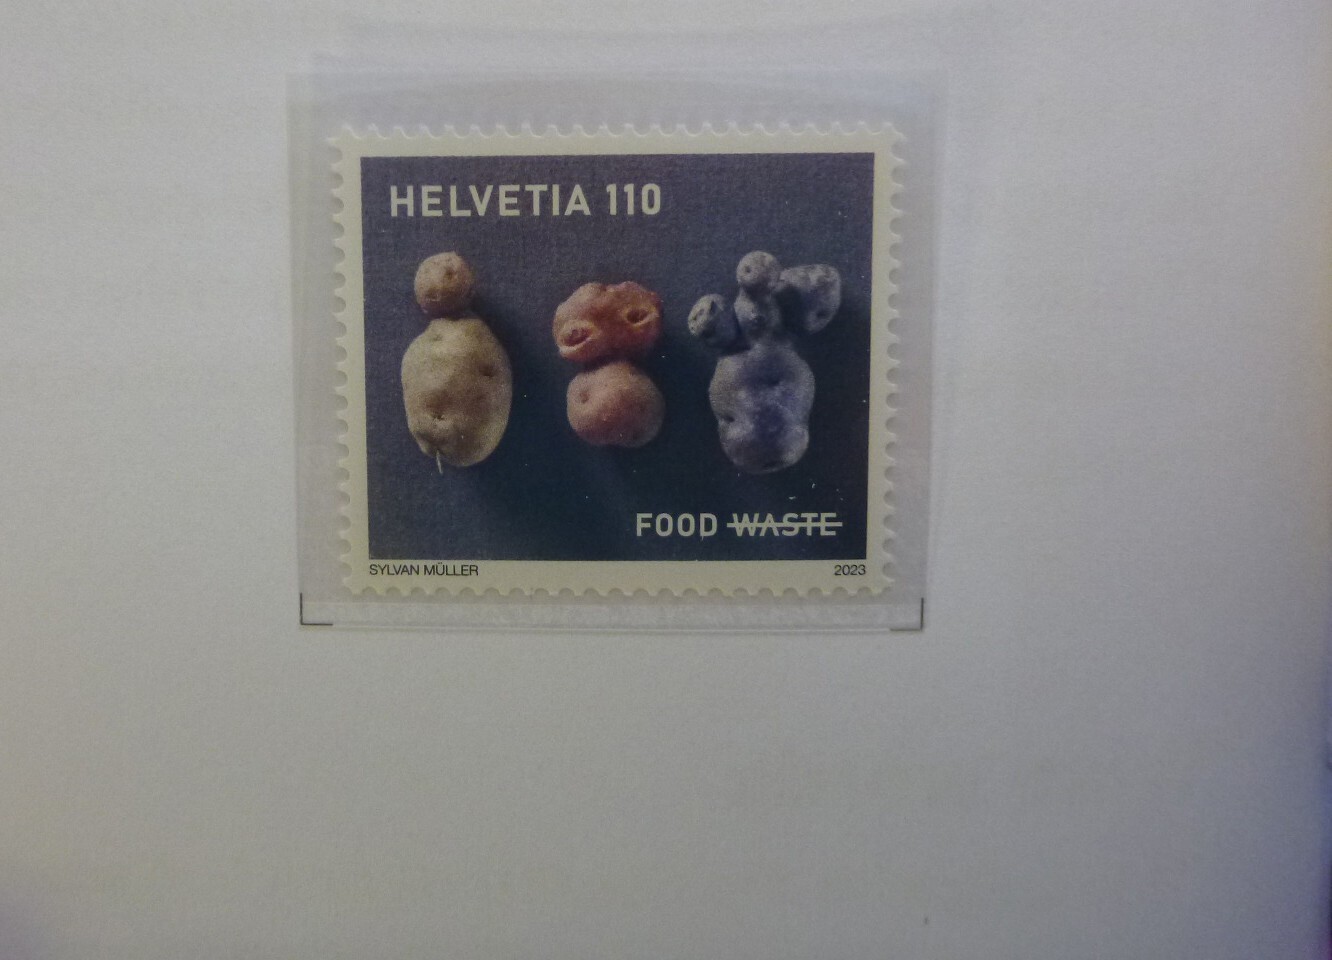 HELVETIA 110
FOOD WASTE
SYLVAN MÜLLER 2023